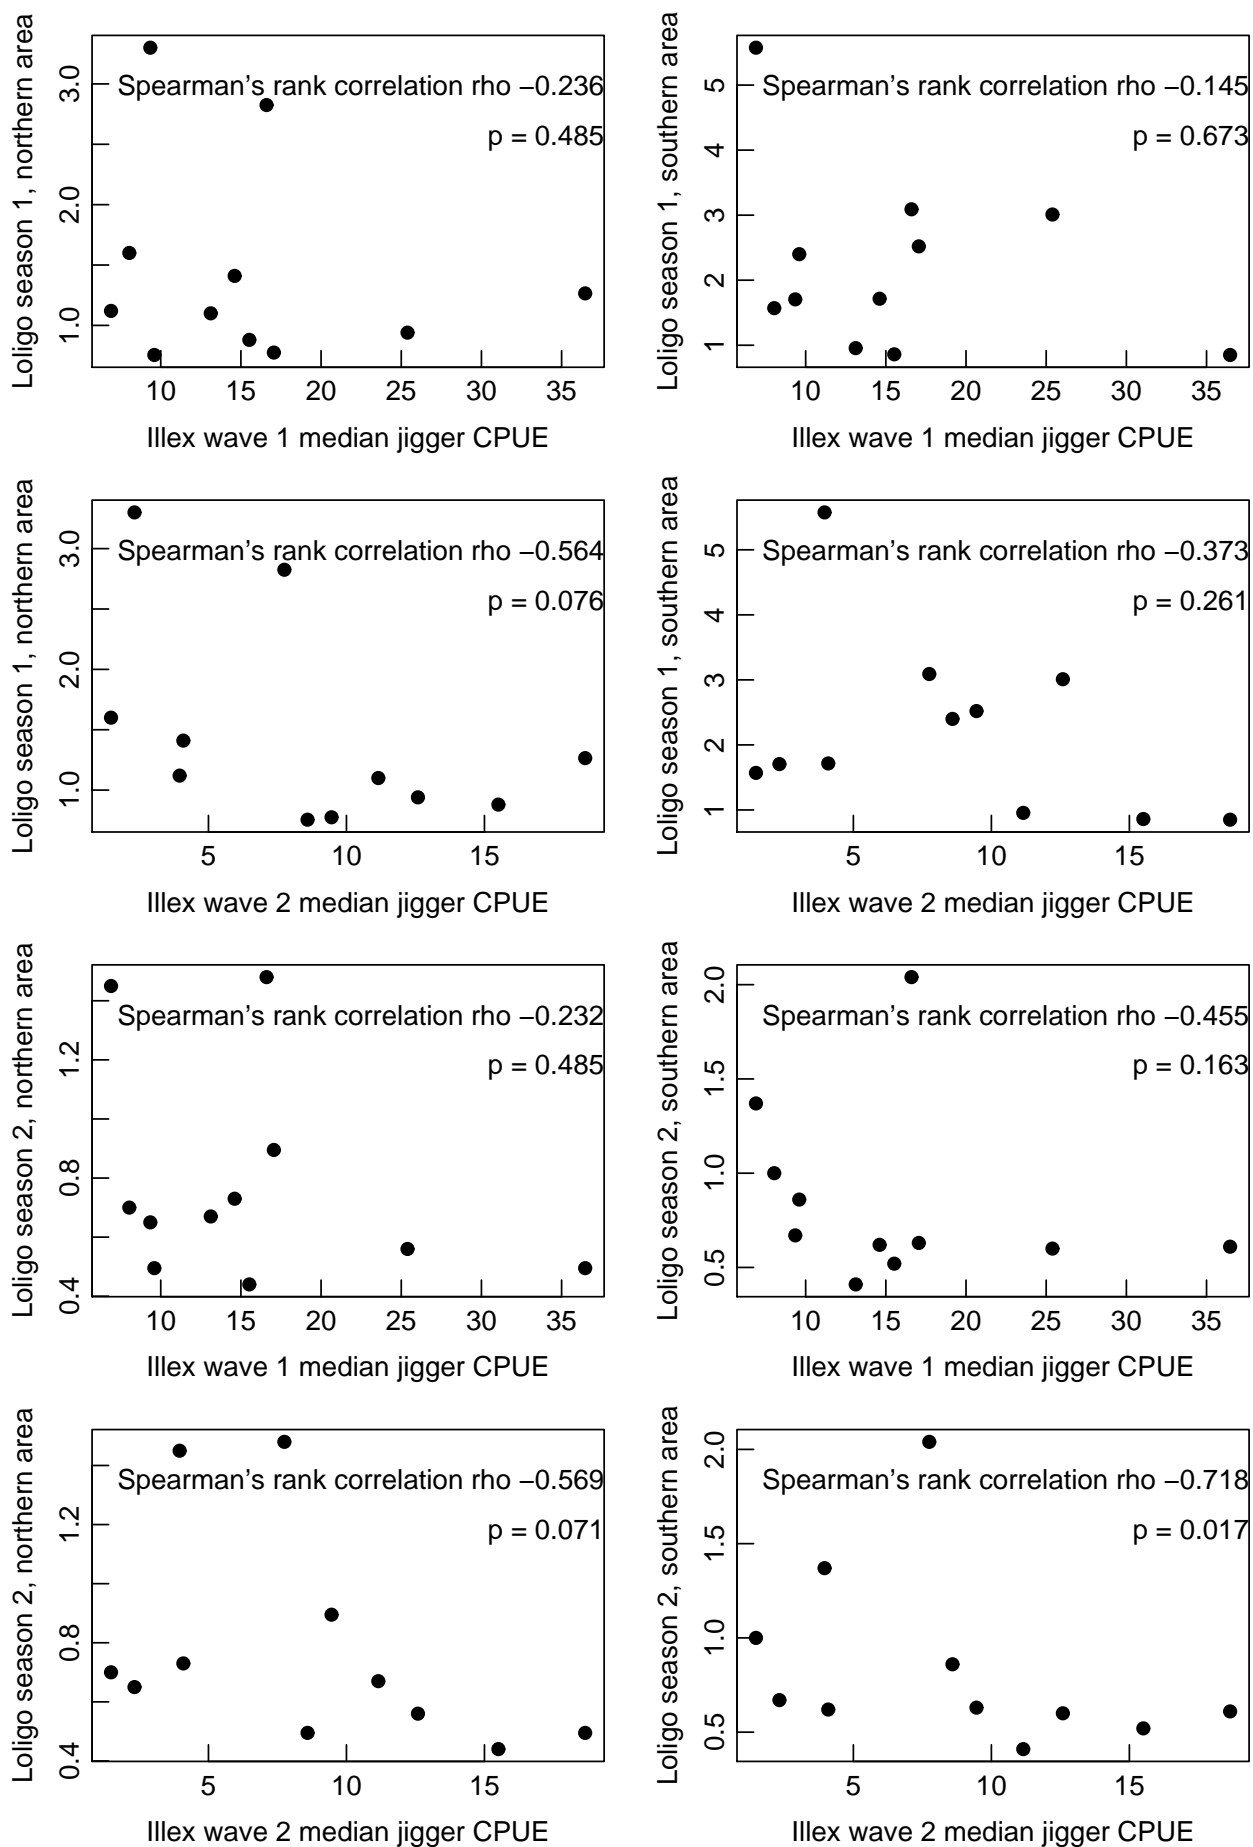 Loligo season 1, northern area
3.0
2.0
1.0
Spearman's rank correlation rho −0.236
p = 0.485
10 15 20 25 30 35
Illex wave 1 median jigger CPUE
Loligo season 1, southern area
5
4
3
2
1
Spearman's rank correlation rho −0.145
p = 0.673
10 15 20 25 30 35
Illex wave 1 median jigger CPUE
Loligo season 1, northern area
3.0
2.0
1.0
Spearman's rank correlation rho −0.564
p = 0.076
5 10 15
Illex wave 2 median jigger CPUE
Loligo season 1, southern area
5
4
3
2
1
Spearman's rank correlation rho −0.373
p = 0.261
5 10 15
Illex wave 2 median jigger CPUE
Loligo season 2, northern area
1.2
0.8
0.4
Spearman's rank correlation rho −0.232
p = 0.485
10 15 20 25 30 35
Illex wave 1 median jigger CPUE
Loligo season 2, southern area
2.0
1.5
1.0
0.5
Spearman's rank correlation rho −0.455
p = 0.163
10 15 20 25 30 35
Illex wave 1 median jigger CPUE
Loligo season 2, northern area
1.2
0.8
0.4
Spearman's rank correlation rho −0.569
p = 0.071
5 10 15
Illex wave 2 median jigger CPUE
Loligo season 2, southern area
2.0
1.5
1.0
0.5
Spearman's rank correlation rho −0.718
p = 0.017
5 10 15
Illex wave 2 median jigger CPUE